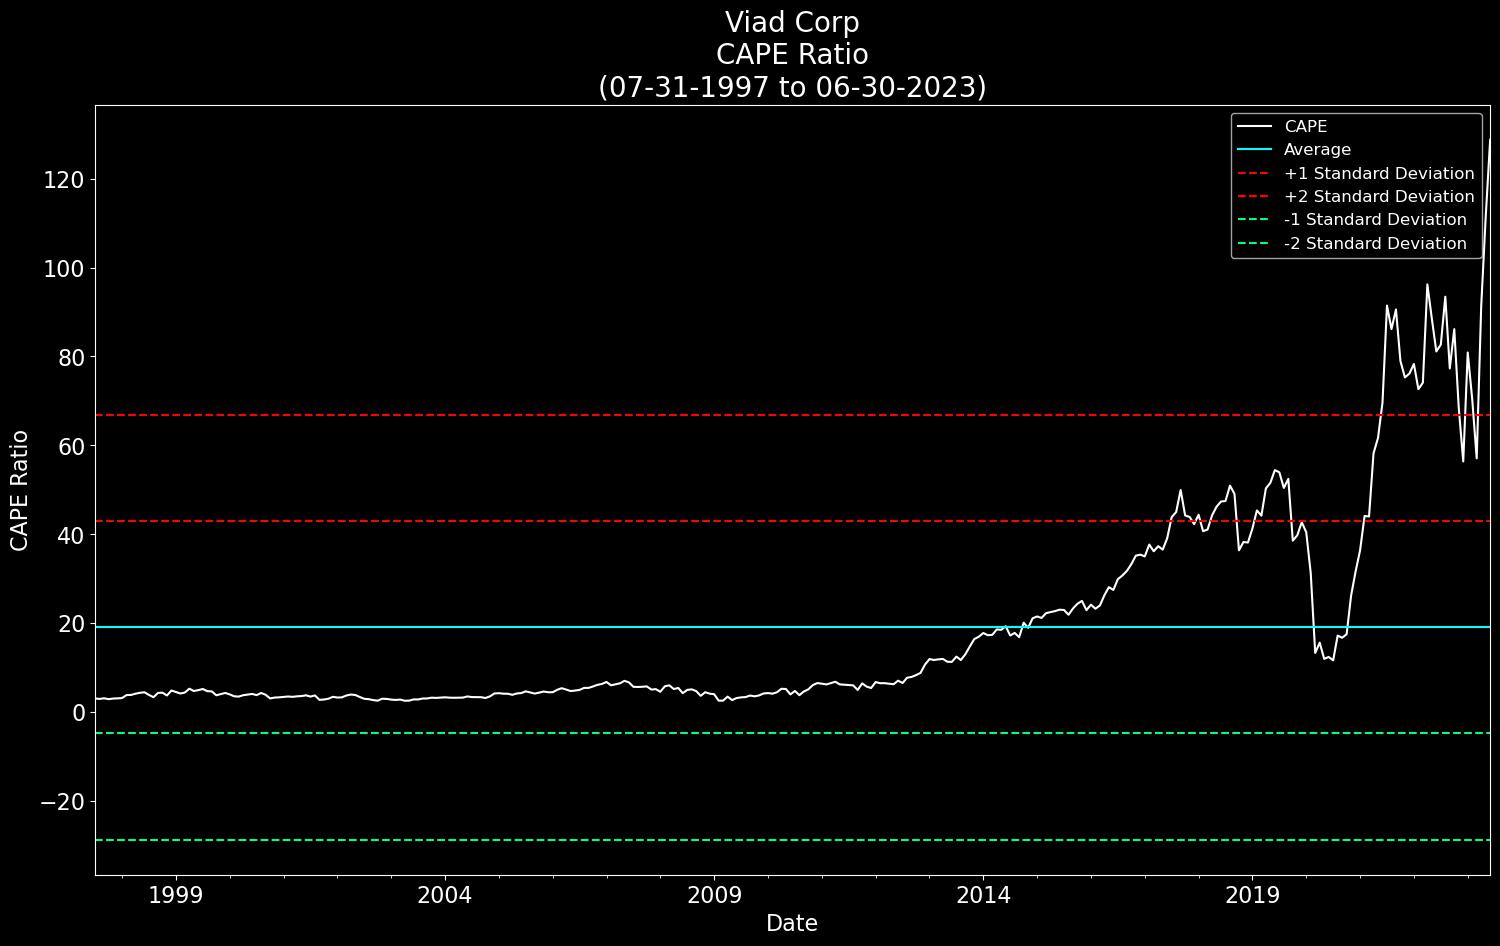 Viad Corp
CAPE Ratio
(07-31-1997 to 06-30-2023)
CAPE
Average
+1 Standard Deviation
+2 Standard Deviation
-1 Standard Deviation
-2 Standard Deviation
CAPE Ratio
120
100
80
60
40
20
0
−20
1999
2004
2009
2014
2019
Date